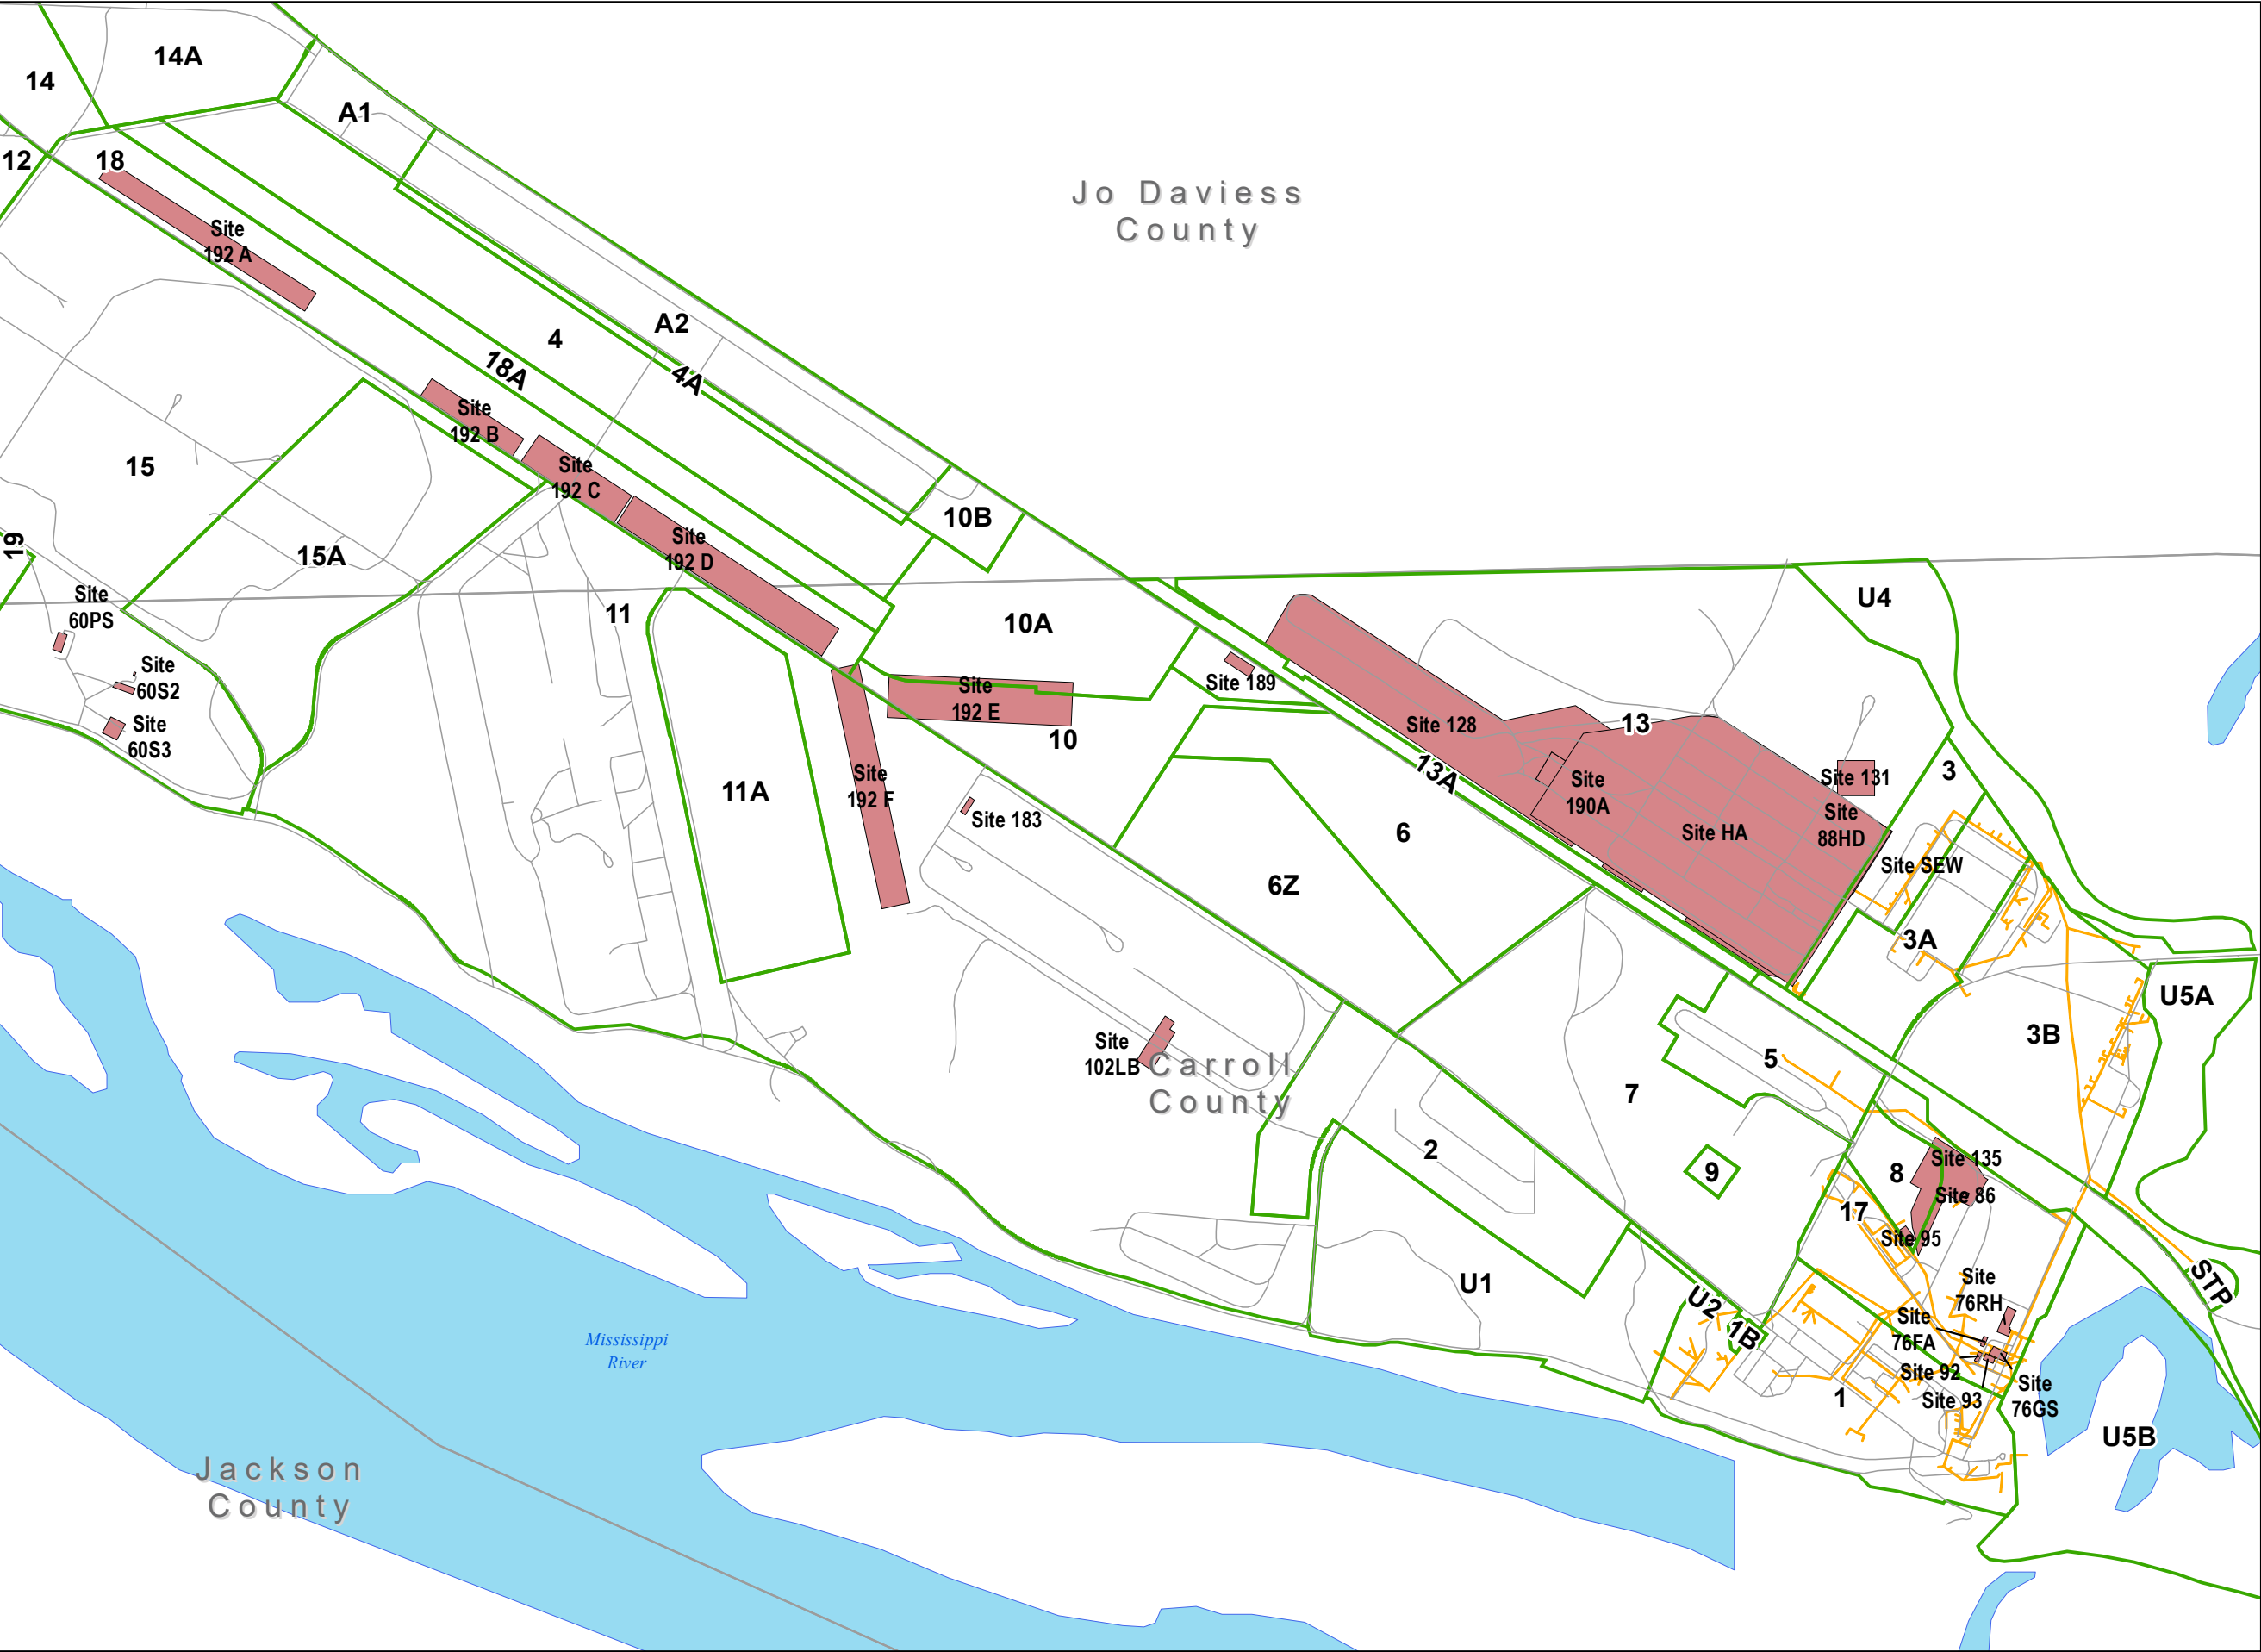 14A
14
A1
12
18
Jo Daviess
County
Site
192 A
A2
4
18A
4A
Site
192 B
15
Site
192 C
10B
19
15A
Site
192 D
Site
60PS
11
10A
U4
Site
60S2
Site 189
Site
192 E
Site
60S3
10
Site 128
13
13A
3
Site 131
Site
190A
11A
Site
192 F
Site 183
6
Site HA
Site
88HD
Site SEW
6Z
3A
U5A
3B
Site
102LB
Carroll
County
5
7
2
9
8
Site 135
Site 86
17
Site 95
U1
STP
Site
76RH
U2
1B
Site
76FA
Mississippi
River
Site 92
1
Site 93
Site
76GS
U5B
Jackson
County